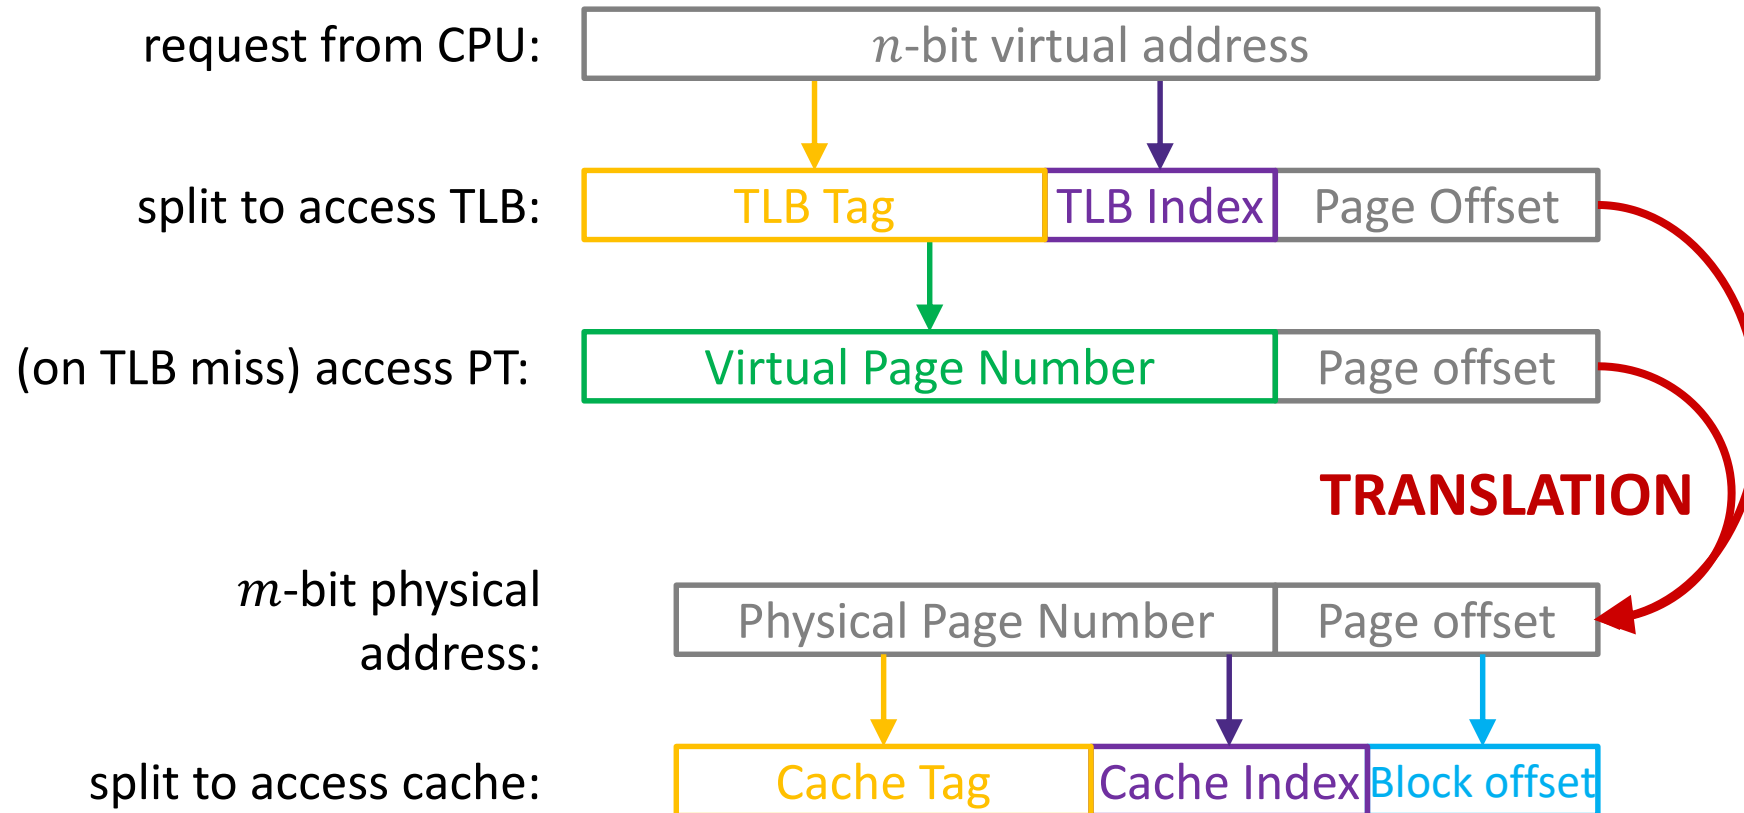 request from CPU:
n-bit virtual address
split to access TLB:
TLB Tag
TLB Index
Page Offset
(on TLB miss) access PT:
Virtual Page Number
Page offset
TRANSLATION
m-bit physical
address:
Physical Page Number
Page offset
split to access cache:
Cache Tag
Cache Index
Block offset